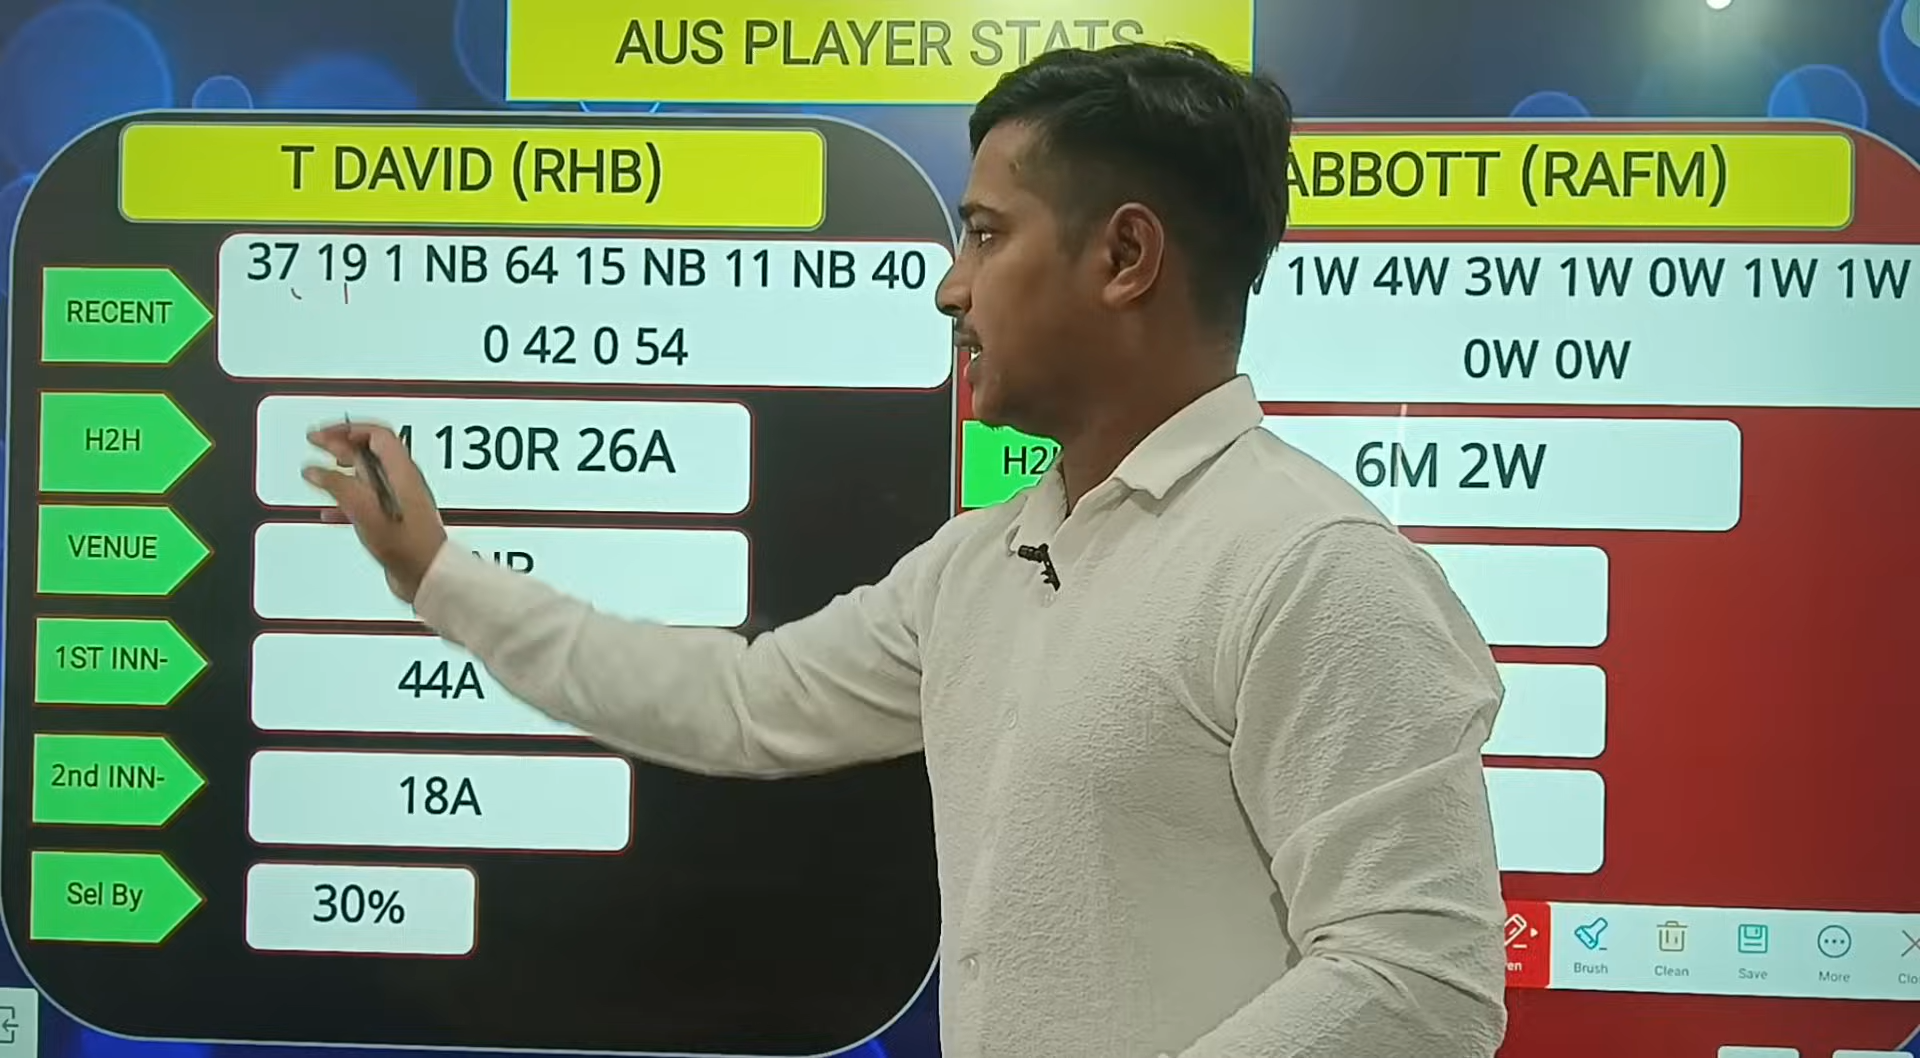 AUS PLAYER STATS
T DAVID (RHB)
RECENT
37 19 1 NB 64 15 NB 11 NB 40
0 42 0 54
H2H
130R 26A
VENUE
1ST INN-
44A
2nd INN-
18A
Sel By
30%
ABBOTT (RAFM)
1W 4W 3W 1W 0W 1W 1W
0W 0W
6M 2W
Brush
Clean
Save
More